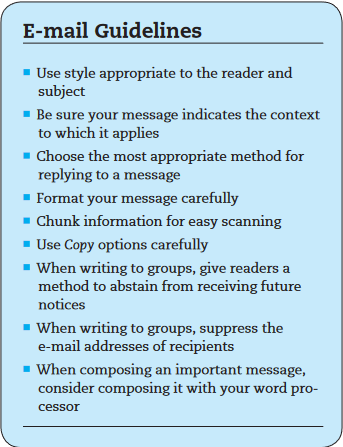 E-mail Guidelines
■ Use style appropriate to the reader and
subject
■ Be sure your message indicates the context
to which it applies
■ Choose the most appropriate method for
replying to a message
■ Format your message carefully
■ Chunk information for easy scanning
■ Use Copy options carefully
■ When writing to groups, give readers a
method to abstain from receiving future
notices
■ When writing to groups, suppress the
e-mail addresses of recipients
■ When composing an important message,
consider composing it with your word pro-
cessor